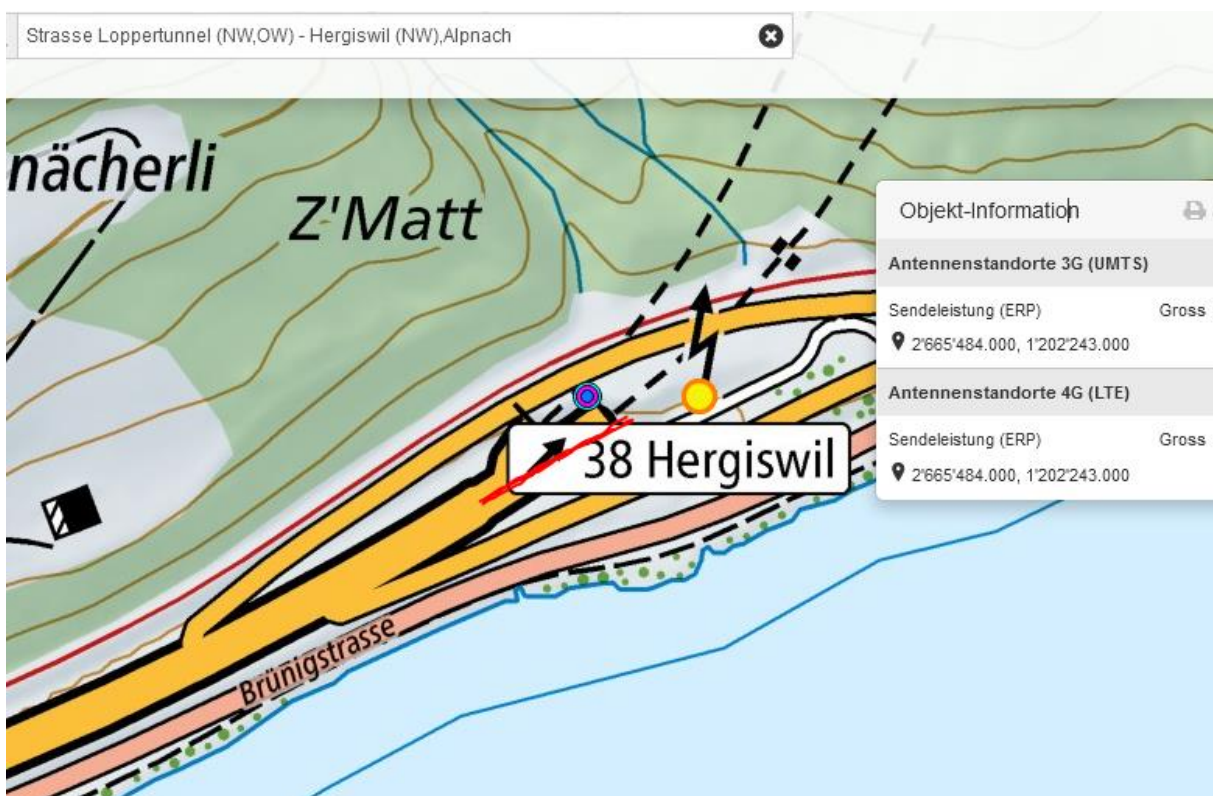 Strasse Loppertunnel (NW,OW) - Hergiswil (NW),Alpnach
nächerli
Z'Matt
Objekt-Information
Antennenstandorte 3G (UMTS)
Sendeleistung (ERP) Gross
2'665'484.000, 1'202'243.000
Antennenstandorte 4G (LTE)
Sendeleistung (ERP) Gross
2'665'484.000, 1'202'243.000
38 Hergiswil
Brünigstrasse